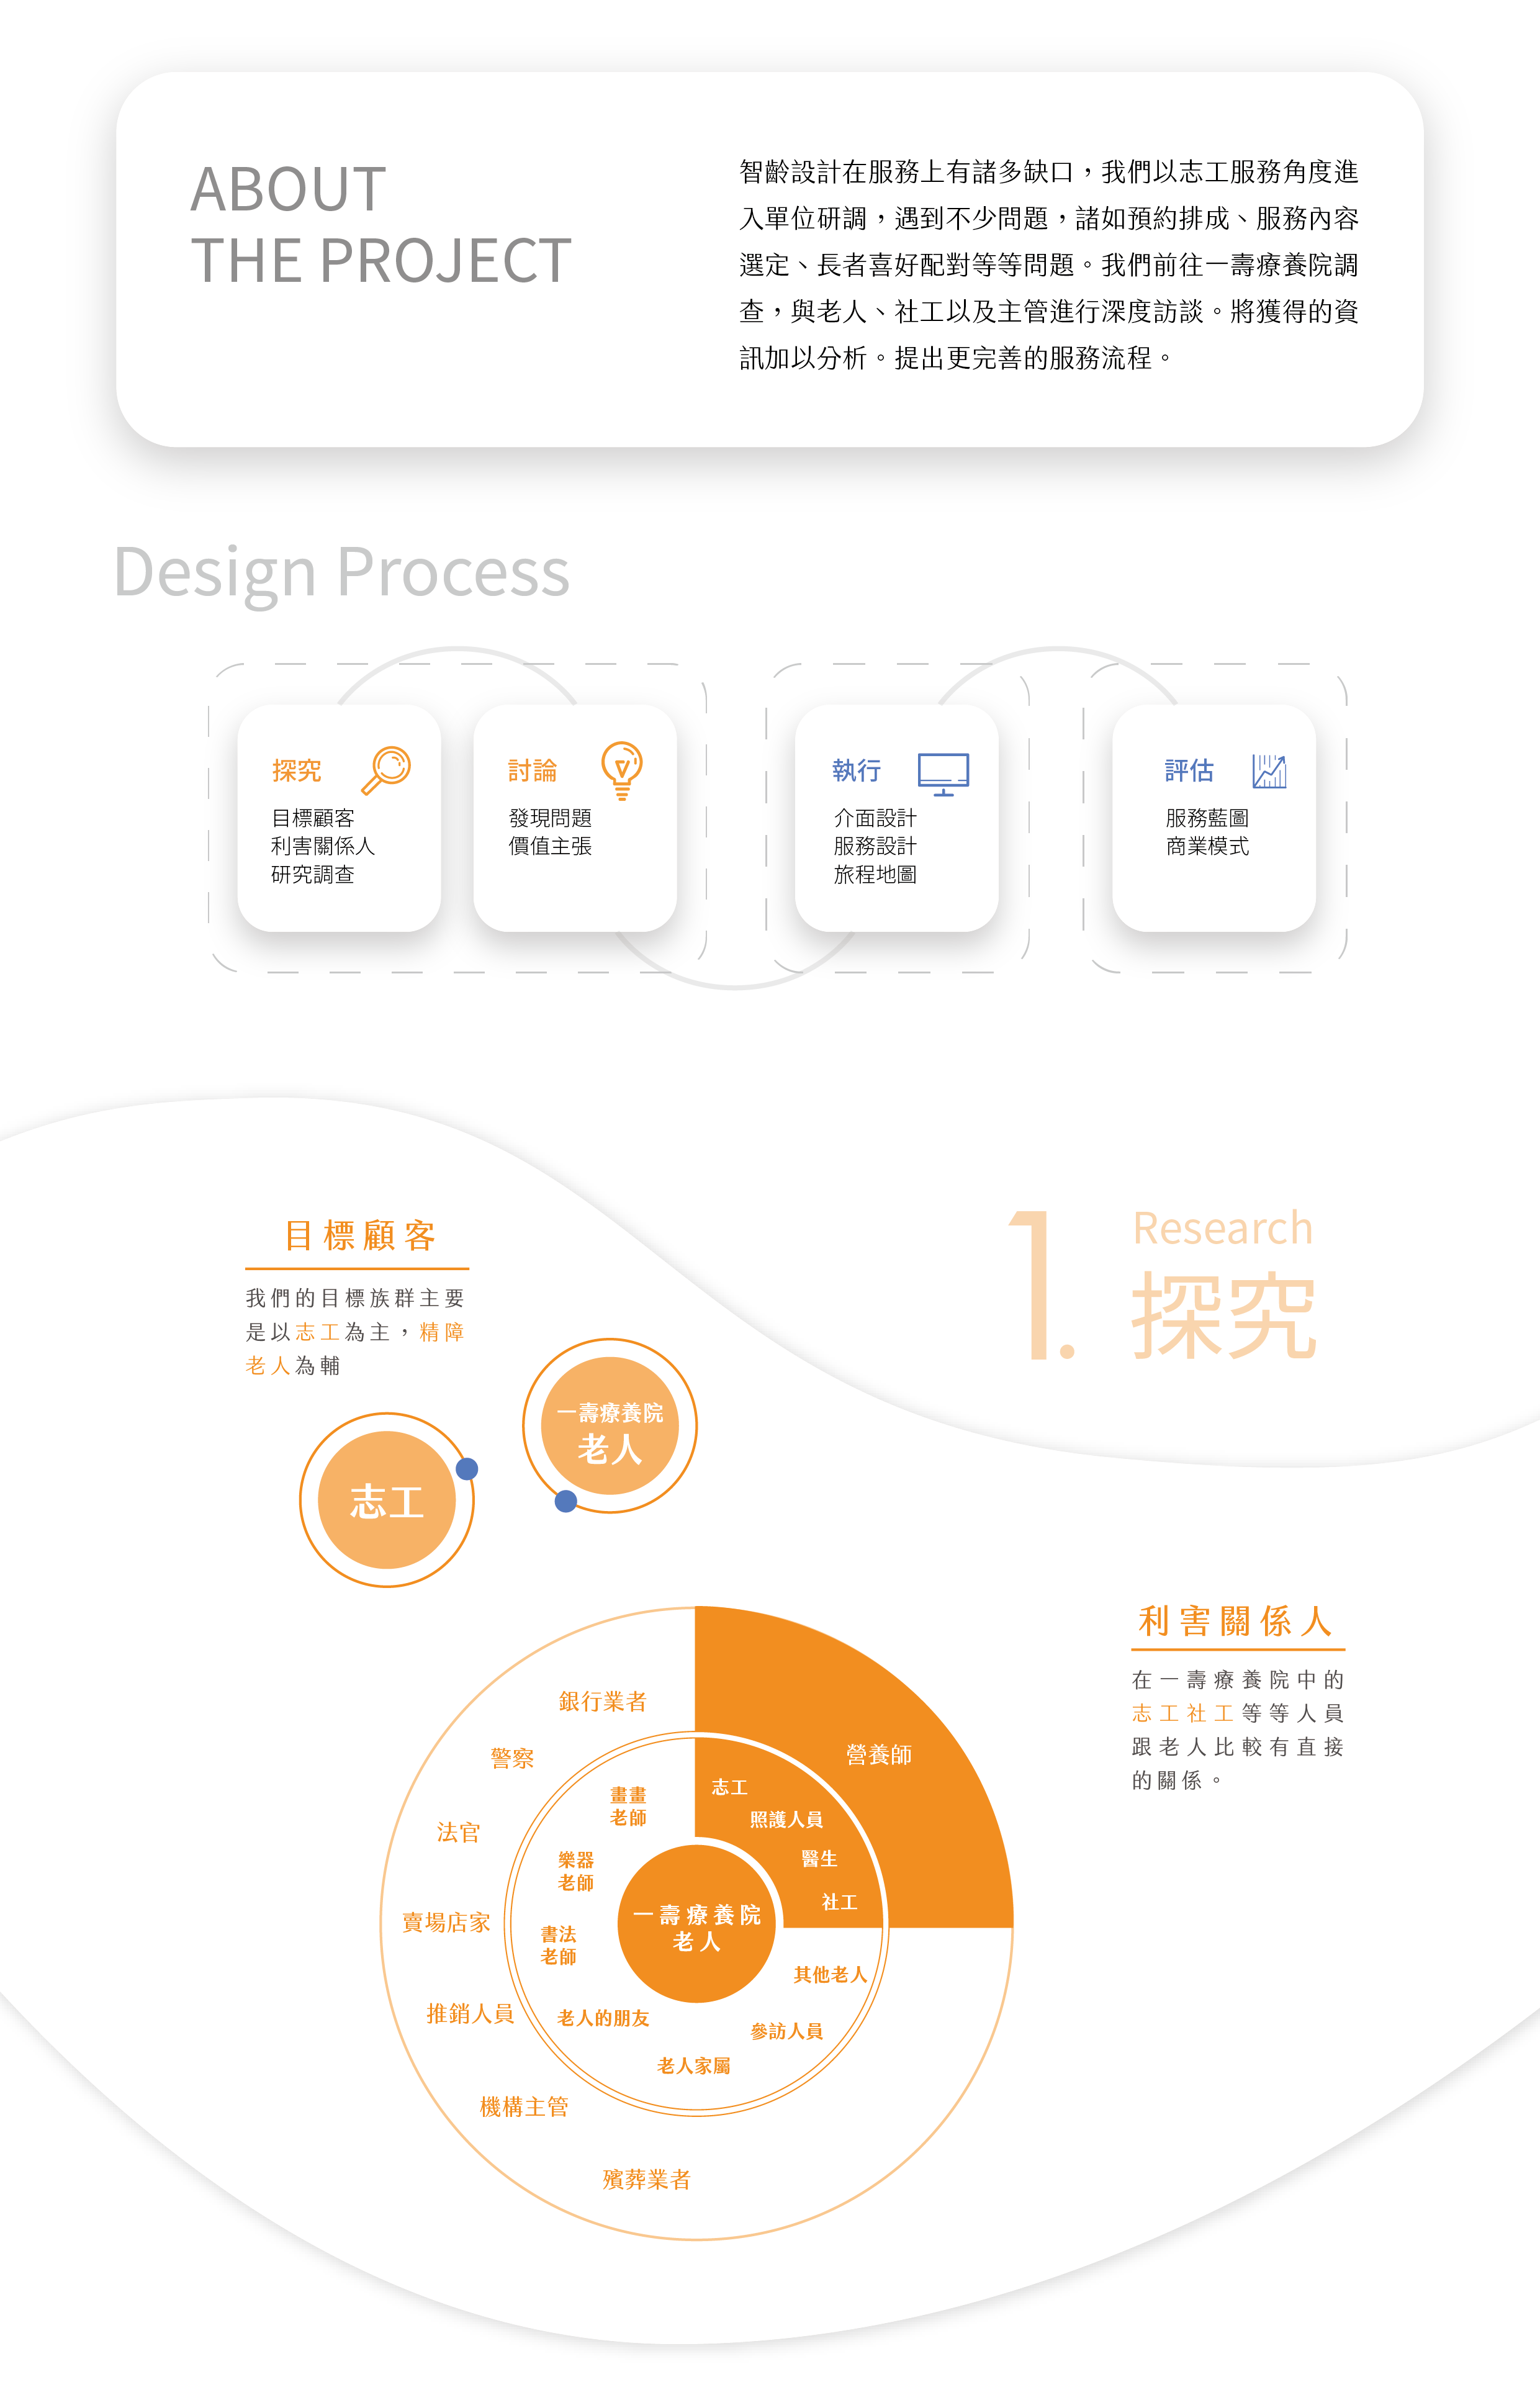 ABOUT
THE PROJECT
智齡設計在服務上有諸多缺口，我們以志工服務角度進
入單位研調，遇到不少問題，諸如預約排成、服務內容
選定、長者喜好配對等等問題。我們前往一壽療養院調
查，與老人、社工以及主管進行深度訪談。將獲得的資
訊加以分析。提出更完善的服務流程。
Design Process
探究
目標顧客
利害關係人
研究調查
討論
發現問題
價值主張
執行
介面設計
服務設計
旅程地圖
評估
服務藍圖
商業模式
1.
Research
探究
目標顧客
我們的目標族群主要
是以志工為主，精障
老人為輔
一壽療養院
老人
志工
利害關係人
在一壽療養院中的
志工社工等等人員
跟老人比較有直接
的關係。
銀行業者
警察
法官
賣場店家
推銷人員
機構主管
殯葬業者
營養師
畫畫
老師
樂器
老師
書法
老師
老人的朋友
老人家屬
參訪人員
其他老人
志工
照護人員
醫生
社工
一壽療養院
老人